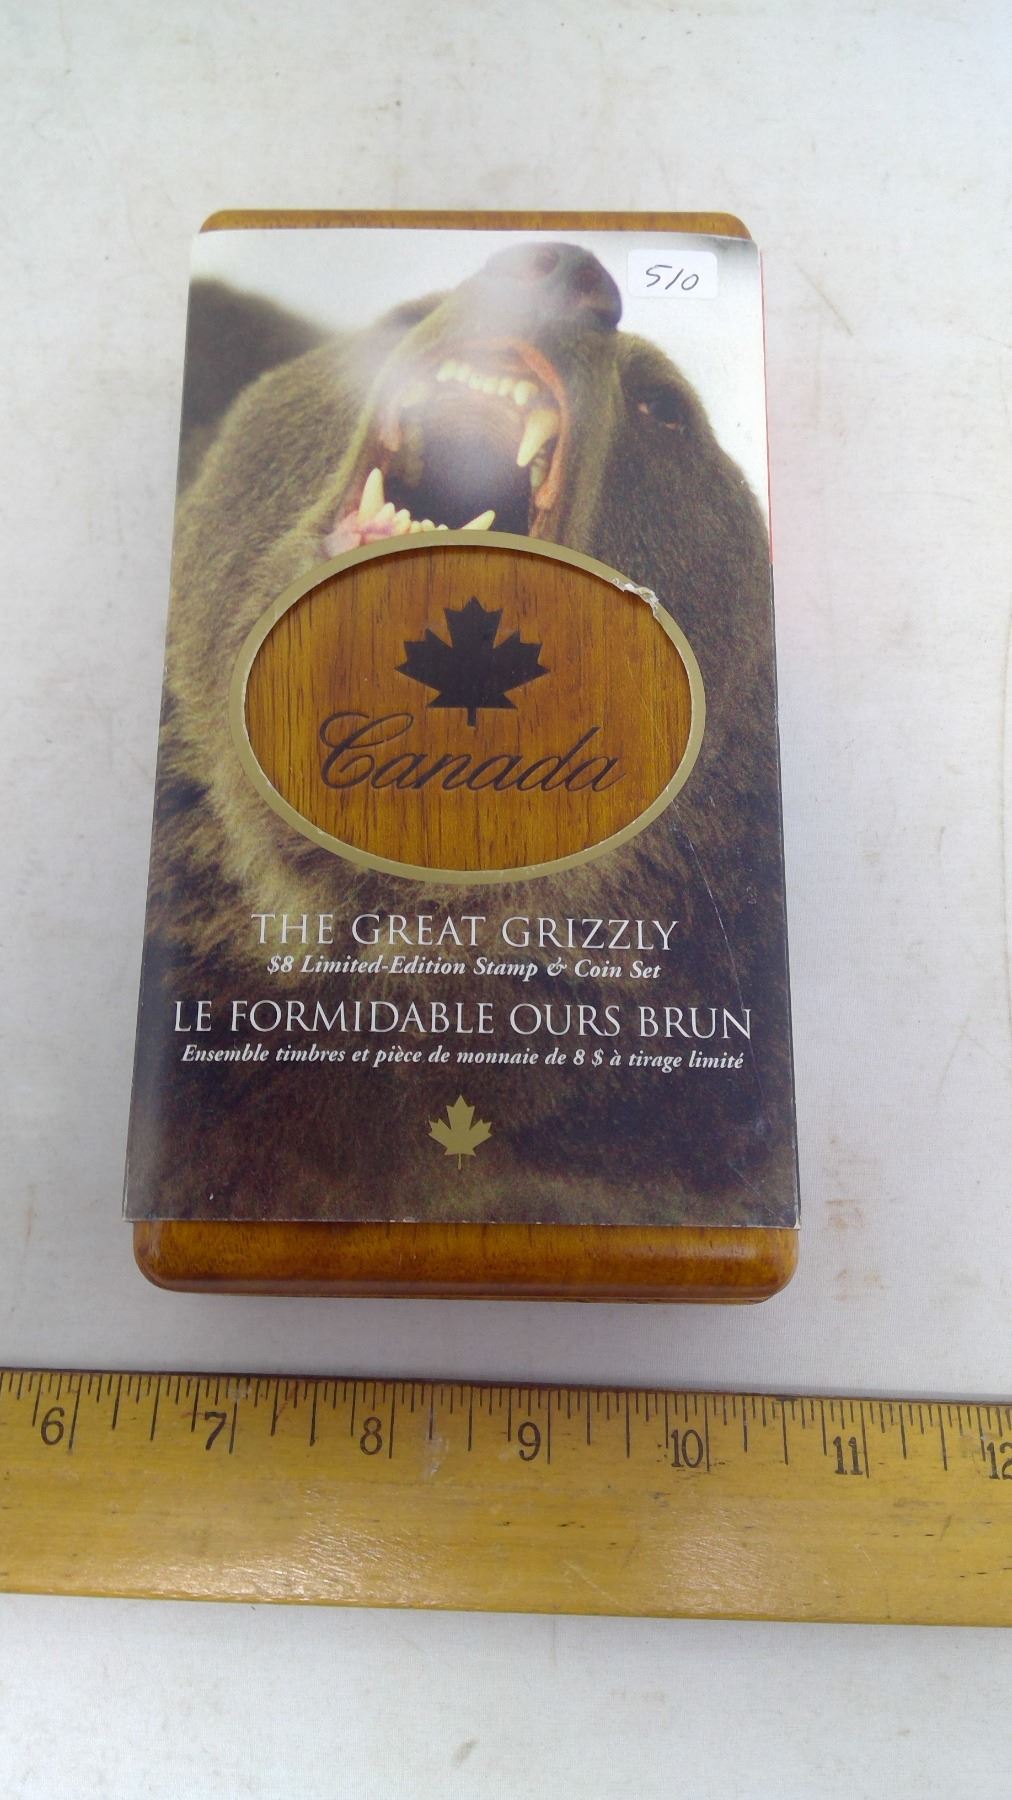 510
Canada
THE GREAT GRIZZLY
$8 Limited-Edition Stamp & Coin Set
LE FORMIDABLE OURS BRUN
Ensemble timbres et pièce de monnaie de 8 $ à tirage limité
6 7 8 9 10 11 12